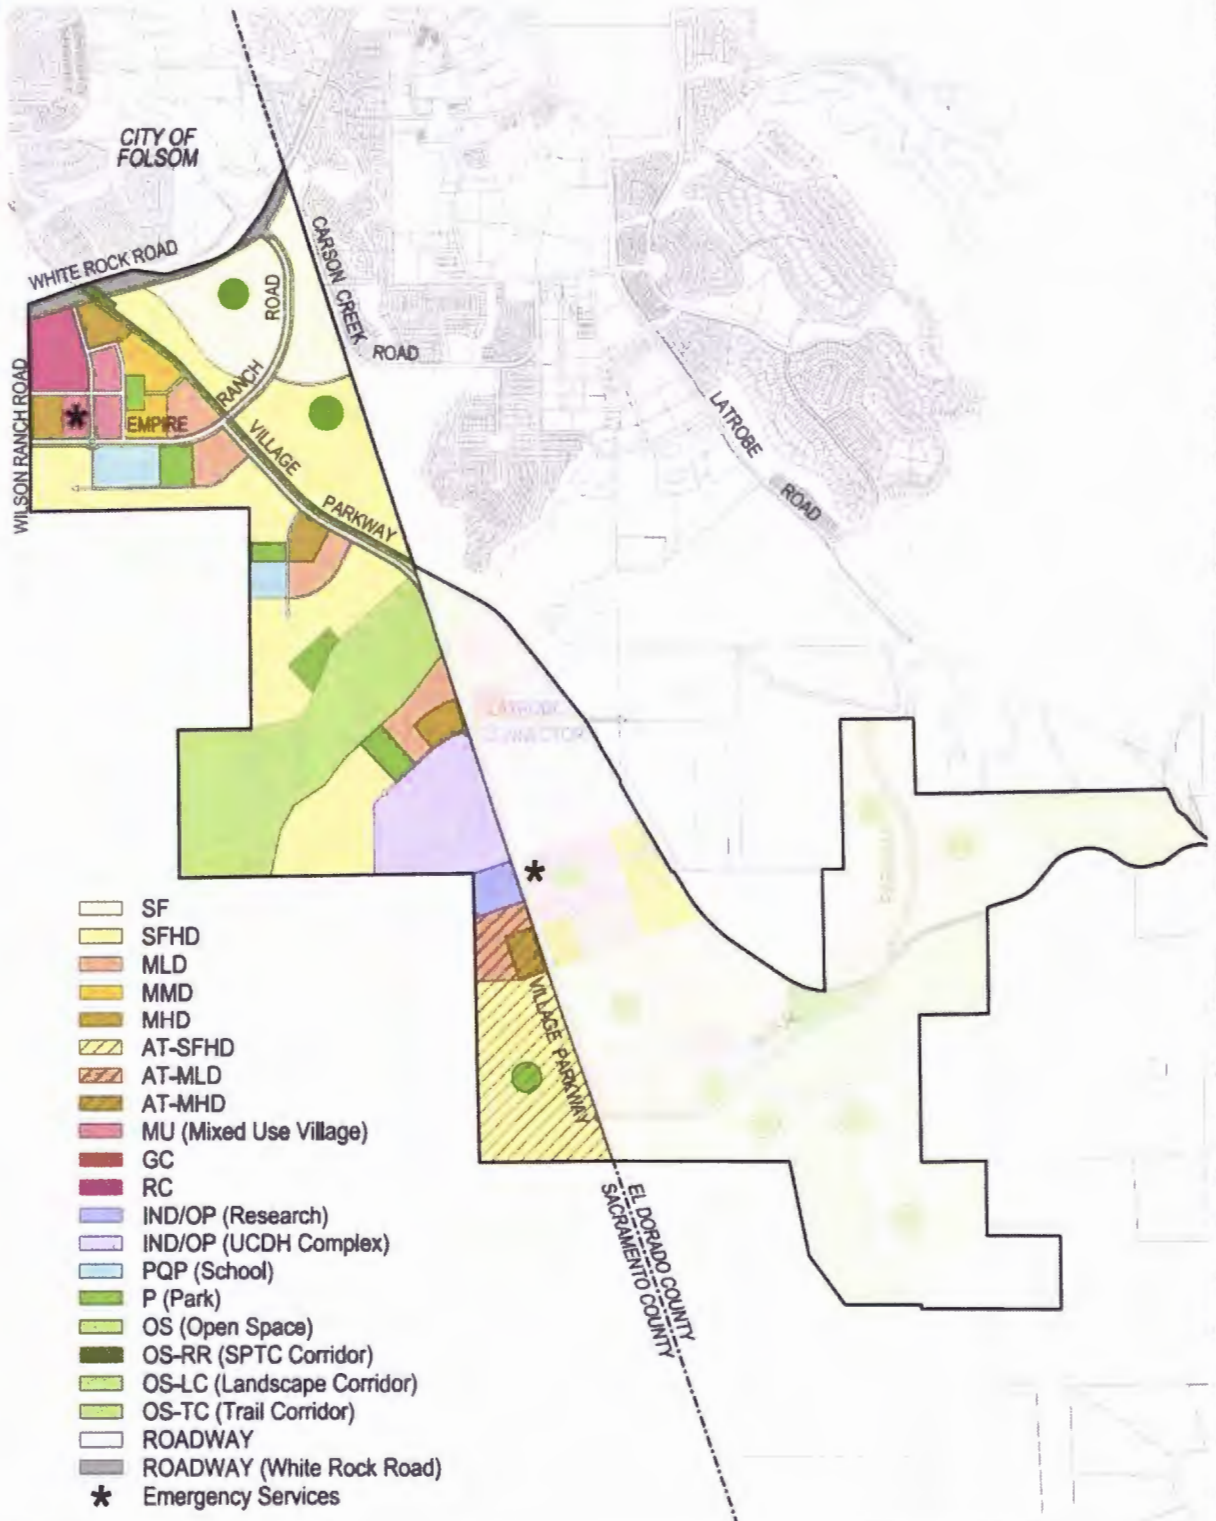 CITY OF
FOLSOM
WHITE ROCK ROAD
CARSON CREEK
ROAD
ROAD
RANCH
EMPIRE
WILSON RANCH ROAD
VILLAGE
PARKWAY
LATROBE
ROAD
LATROBE
CONNECTOR
VILLAGE PARKWAY
EL DORADO COUNTY
SACRAMENTO COUNTY
SF
SFHD
MLD
MMD
MHD
AT-SFHD
AT-MLD
AT-MHD
MU (Mixed Use Village)
GC
RC
IND/OP (Research)
IND/OP (UCDH Complex)
PQP (School)
P (Park)
OS (Open Space)
OS-RR (SPTC Corridor)
OS-LC (Landscape Corridor)
OS-TC (Trail Corridor)
ROADWAY
ROADWAY (White Rock Road)
* Emergency Services